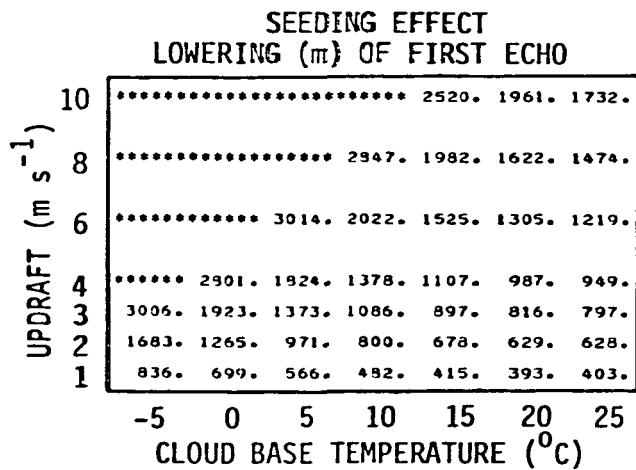 SEEDING EFFECT
LOWERING (m) OF FIRST ECHO
10 ********************** 2520. 1961. 1732.
8 ***************** 2947. 1982. 1622. 1474.
6 *********** 3014. 2022. 1525. 1305. 1219.
4 ****** 2901. 1924. 1378. 1107. 987. 949.
3 3006. 1923. 1373. 1086. 897. 816. 797.
2 1683. 1265. 971. 800. 678. 629. 628.
1 836. 699. 566. 482. 415. 393. 403.
UPDRAFT (m s⁻¹)
-5 0 5 10 15 20 25
CLOUD BASE TEMPERATURE (⁰C)